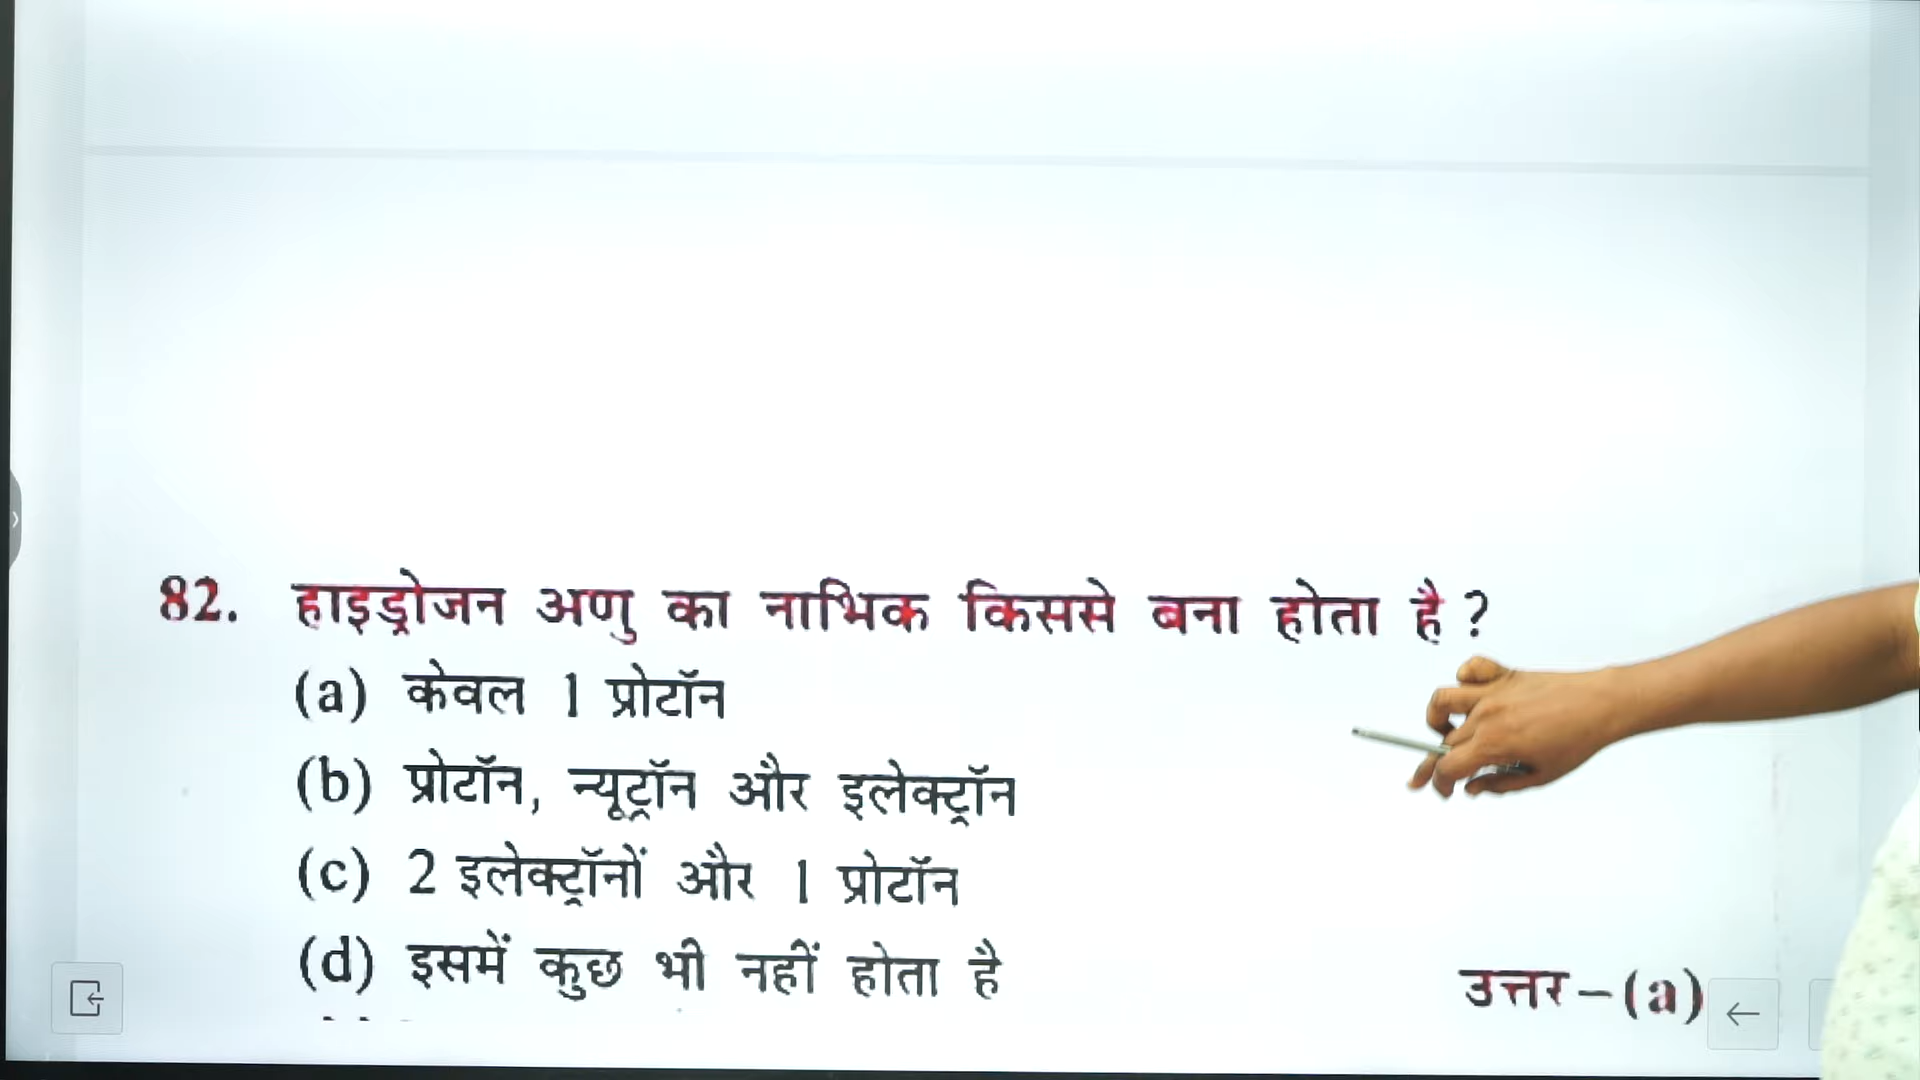 82. हाइड्रोजन अणु का नाभिक किससे बना होता है ?
(a) केवल 1 प्रोटॉन
(b) प्रोटॉन, न्यूट्रॉन और इलेक्ट्रॉन
(c) 2 इलेक्ट्रॉनों और 1 प्रोटॉन
(d) इसमें कुछ भी नहीं होता है
उत्तर–(a)